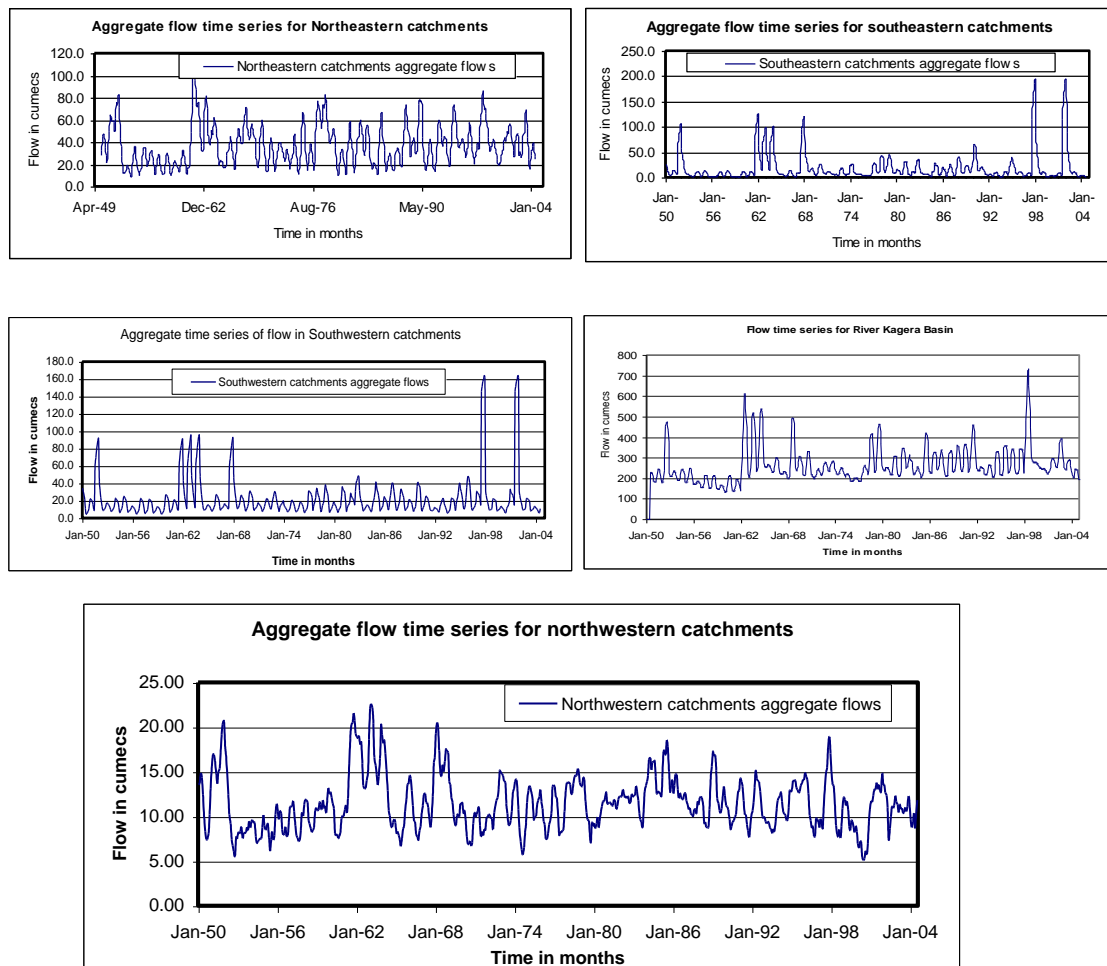 Aggregate flow time series for Northeastern catchments
Flow in cumecs
120.0
100.0
80.0
60.0
40.0
20.0
0.0
Northeastern catchments aggregate flow s
Apr-49 Dec-62 Aug-76 May-90 Jan-04
Time in months
Aggregate flow time series for southeastern catchments
Flow in cumecs
250.0
200.0
150.0
100.0
50.0
0.0
Southeastern catchments aggregate flow s
Jan- Jan- Jan- Jan- Jan- Jan- Jan- Jan- Jan- Jan-
50 56 62 68 74 80 86 92 98 04
Time in months
Aggregate time series of flow in Southwestern catchments
Flow in cumecs
180.0
160.0
140.0
120.0
100.0
80.0
60.0
40.0
20.0
0.0
Southwestern catchments aggregate flows
Jan-50 Jan-56 Jan-62 Jan-68 Jan-74 Jan-80 Jan-86 Jan-92 Jan-98 Jan-04
Time in months
Flow time series for River Kagera Basin
Flow in cumecs
800
700
600
500
400
300
200
100
0
Jan-50 Jan-56 Jan-62 Jan-68 Jan-74 Jan-80 Jan-86 Jan-92 Jan-98 Jan-04
Time in months
Aggregate flow time series for northwestern catchments
Flow in cumecs
25.00
20.00
15.00
10.00
5.00
0.00
Northwestern catchments aggregate flows
Jan-50 Jan-56 Jan-62 Jan-68 Jan-74 Jan-80 Jan-86 Jan-92 Jan-98 Jan-04
Time in months